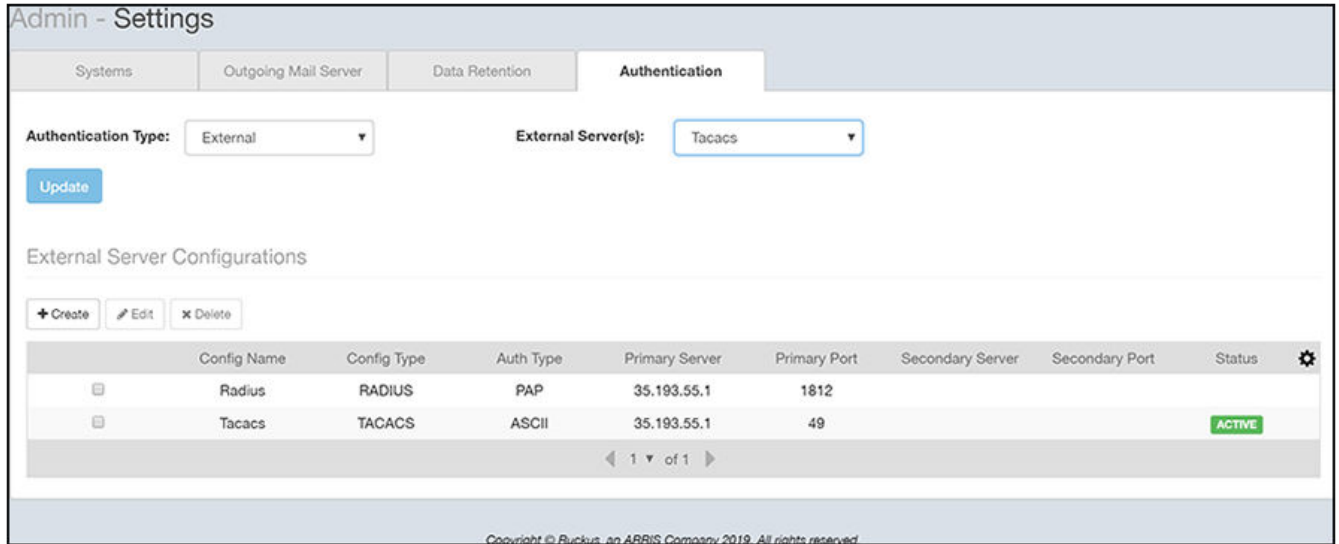 Admin - Settings
Systems Outgoing Mail Server Data Retention Authentication
Authentication Type: External External Server(s): Tacacs
Update
External Server Configurations
Create Edit Delete
Config Name Config Type Auth Type Primary Server Primary Port Secondary Server Secondary Port Status
Radius RADIUS PAP 35.193.55.1 1812
Tacacs TACACS ASCII 35.193.55.1 49 ACTIVE
1 of 1
Copyright © Ruckus, an ARRIS Company 2019. All rights reserved.